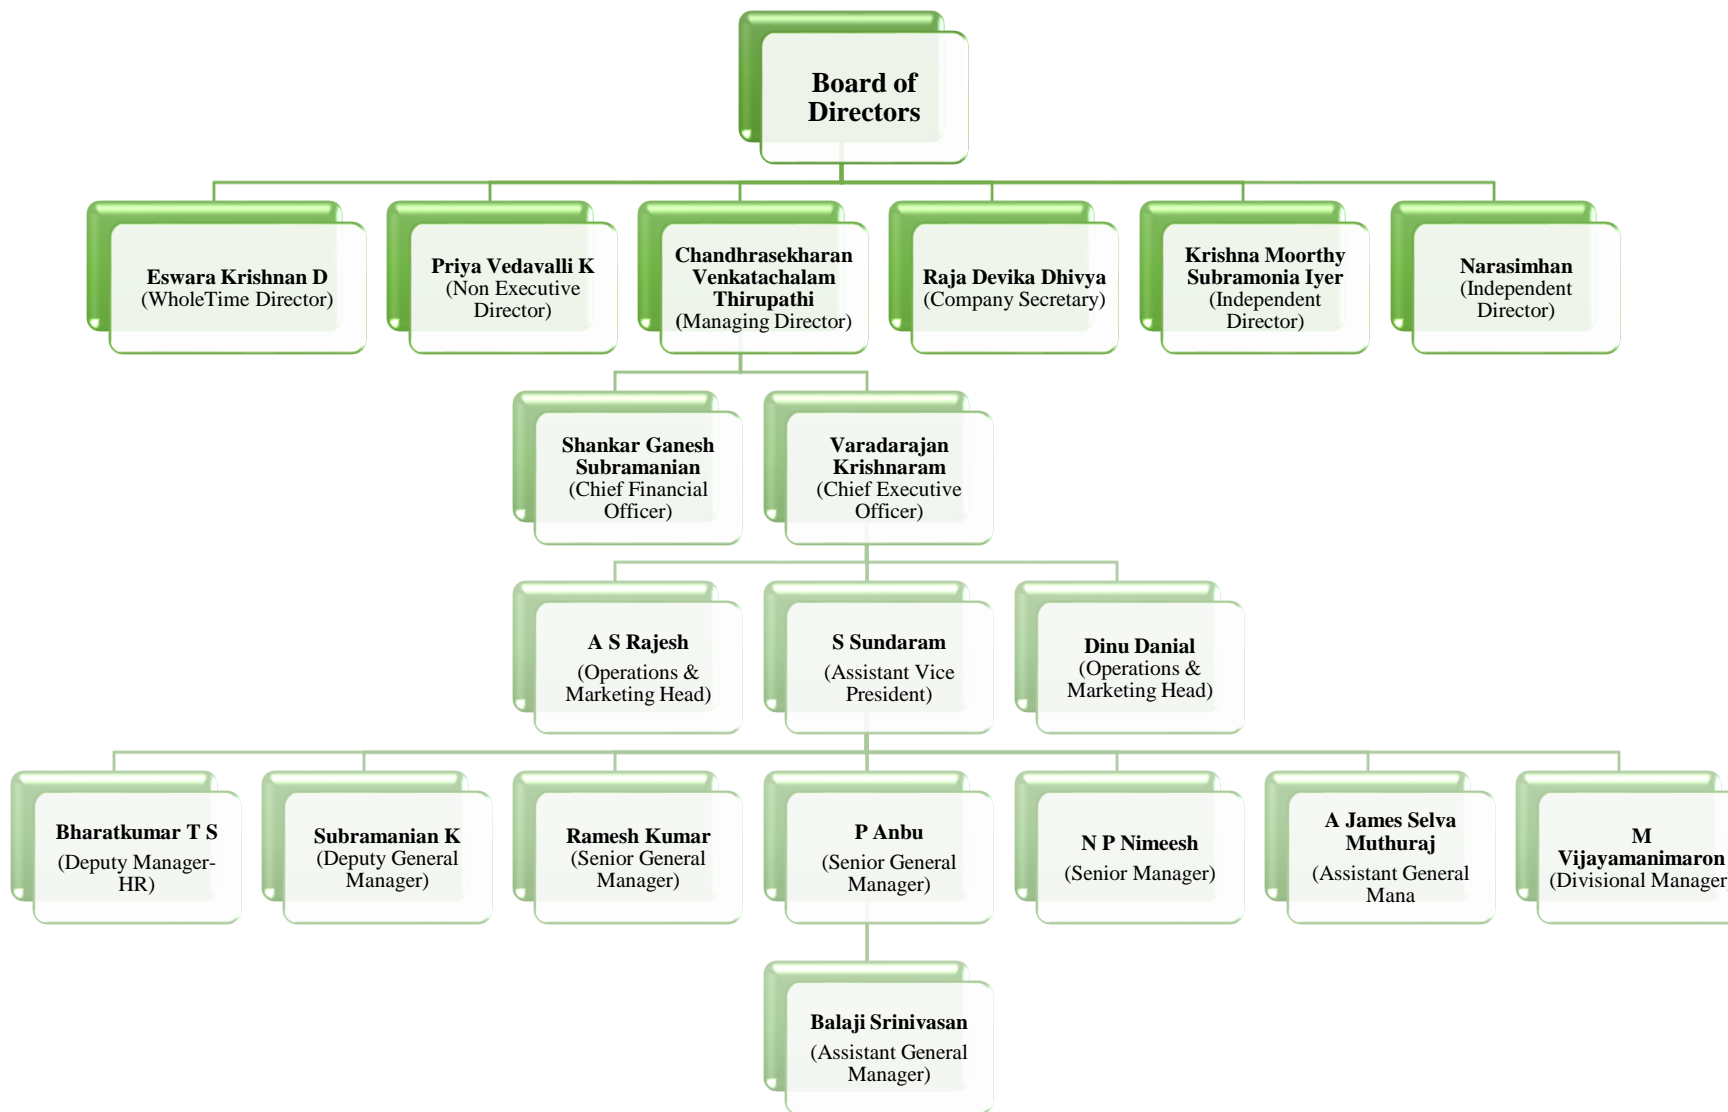 Board of
Directors
Eswara Krishnan D
(WholeTime Director)
Priya Vedavalli K
(Non Executive
Director)
Chandhrasekharan
Venkatachalam
Thirupathi
(Managing Director)
Raja Devika Dhivya
(Company Secretary)
Krishna Moorthy
Subramonia Iyer
(Independent
Director)
Narasimhan
(Independent
Director)
Shankar Ganesh
Subramanian
(Chief Financial
Officer)
Varadarajan
Krishnaram
(Chief Executive
Officer)
A S Rajesh
(Operations &
Marketing Head)
S Sundaram
(Assistant Vice
President)
Dinu Danial
(Operations &
Marketing Head)
Bharatkumar T S
(Deputy Manager-
HR)
Subramanian K
(Deputy General
Manager)
Ramesh Kumar
(Senior General
Manager)
P Anbu
(Senior General
Manager)
N P Nimeesh
(Senior Manager)
A James Selva
Muthuraj
(Assistant General
Mana
M
Vijayamanimaron
(Divisional Manager
Balaji Srinivasan
(Assistant General
Manager)